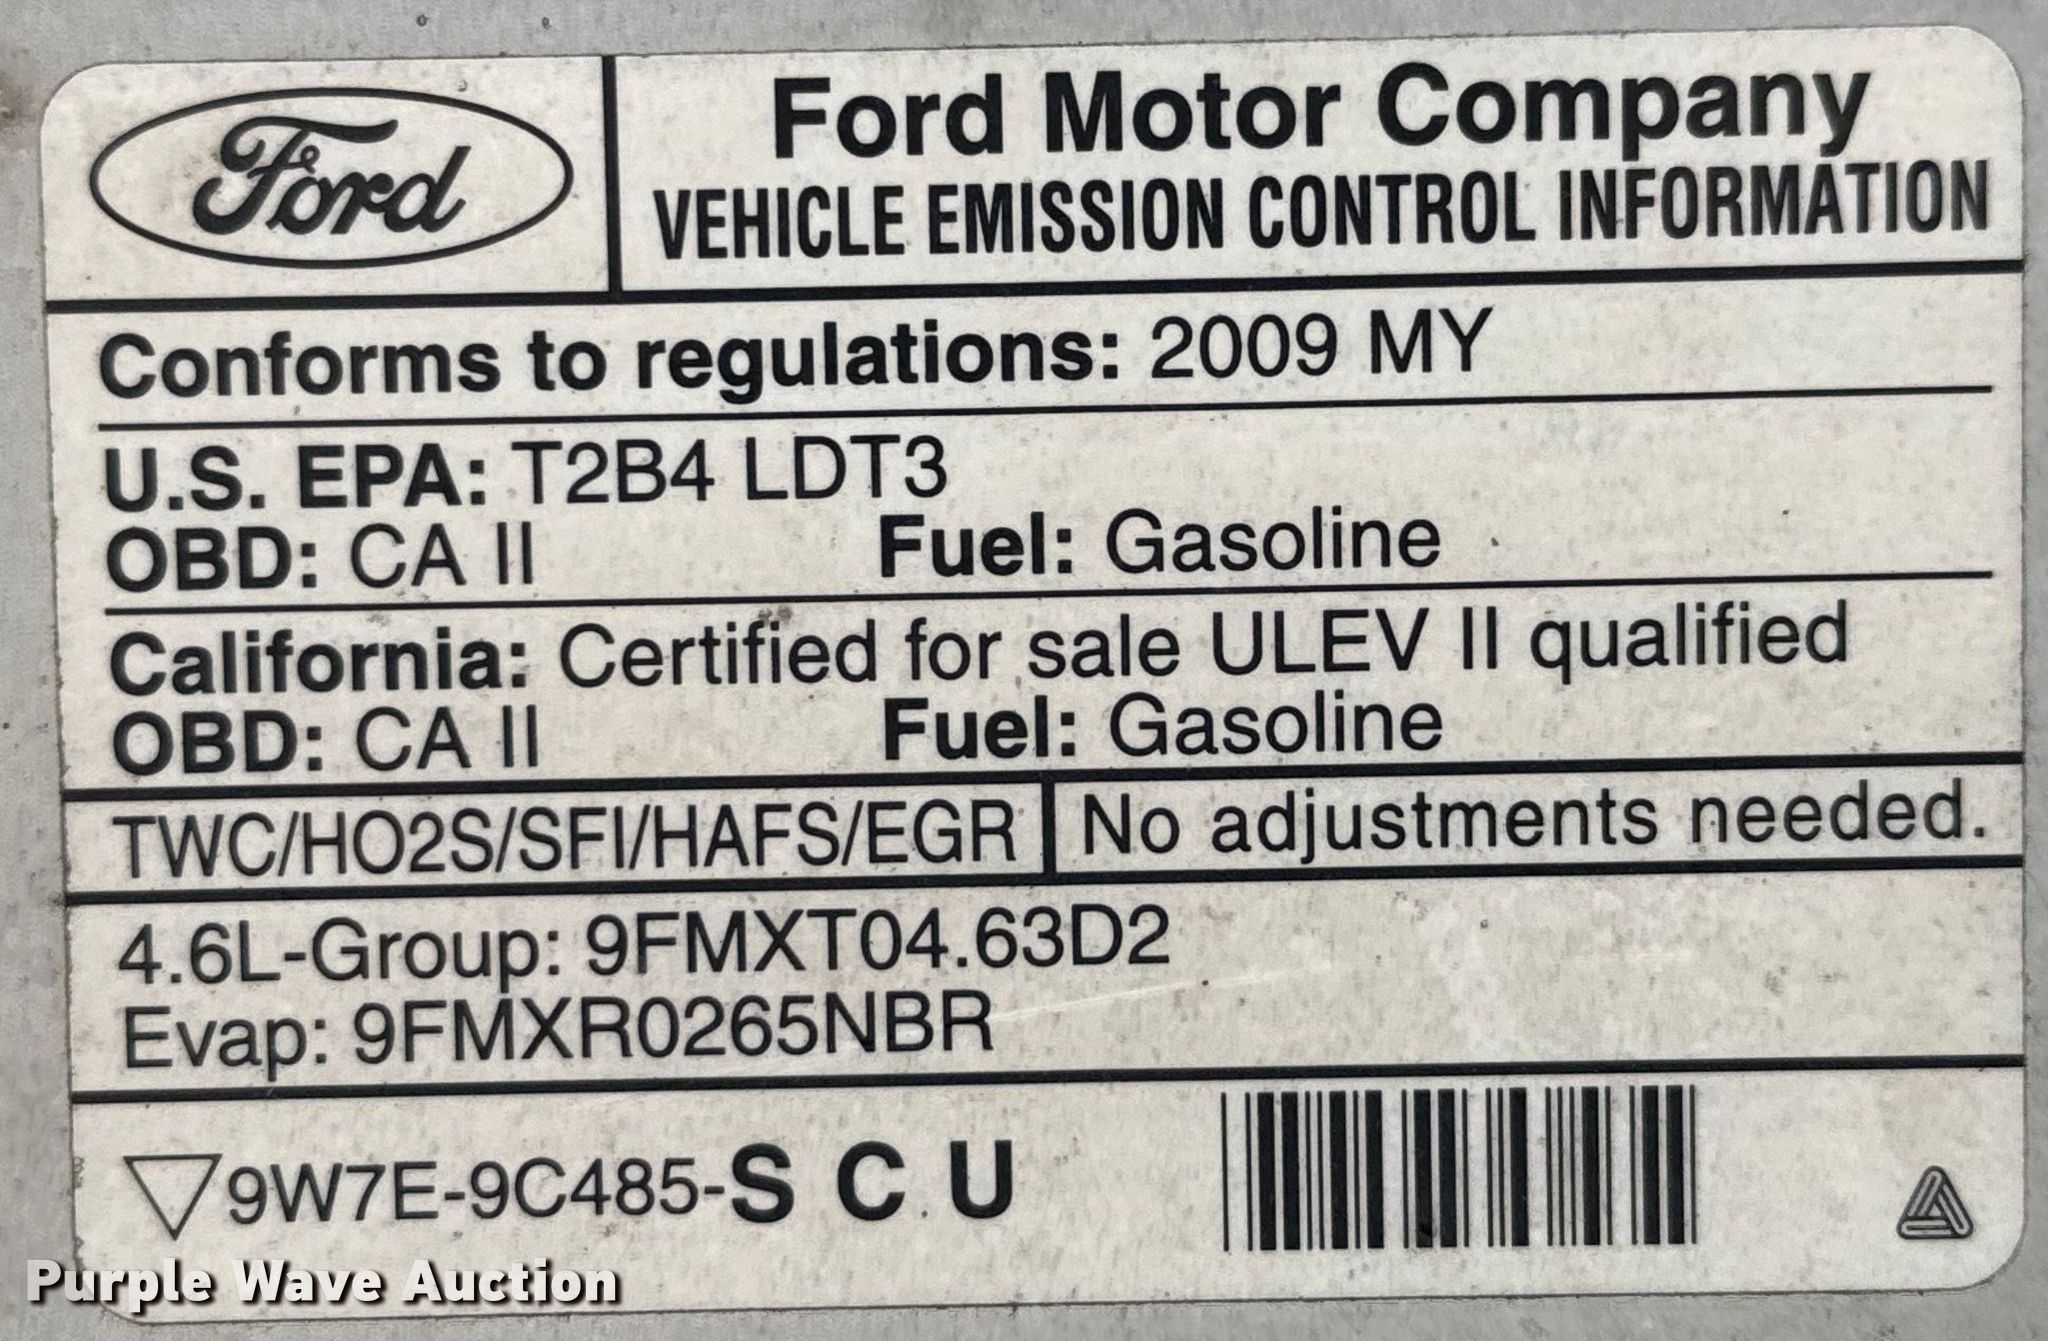 Ford
Ford Motor Company
VEHICLE EMISSION CONTROL INFORMATION
Conforms to regulations: 2009 MY
U.S. EPA: T2B4 LDT3
OBD: CA II Fuel: Gasoline
California: Certified for sale ULEV II qualified
OBD: CA II Fuel: Gasoline
TWC/HO2S/SFI/HAFS/EGR No adjustments needed.
4.6L-Group: 9FMXT04.63D2
Evap: 9FMXR0265NBR
9W7E-9C485-S C U
Purple Wave Auction